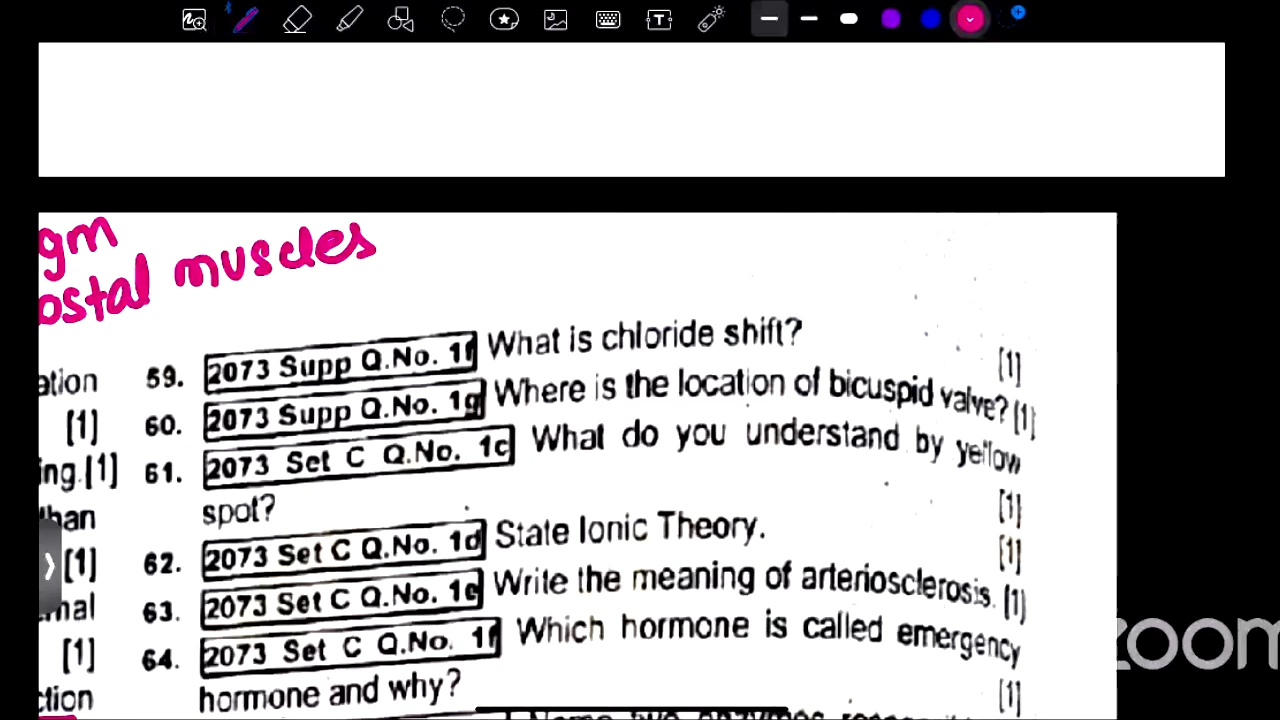 gm
ostal muscles
59. 2073 Supp Q.No. 1f What is chloride shift?
[1]
ation
60. 2073 Supp Q.No. 1g Where is the location of bicuspid valve? [1]
[1]
61. 2073 Set C Q.No. 1c What do you understand by yellow
ing.[1]
spot? [1]
than
62. 2073 Set C Q.No. 1d State Ionic Theory. [1]
[1]
63. 2073 Set C Q.No. 1e Write the meaning of arteriosclerosis. [1]
mal
64. 2073 Set C Q.No. 1f Which hormone is called emergency
[1]
hormone and why? [1]
ction
zoom